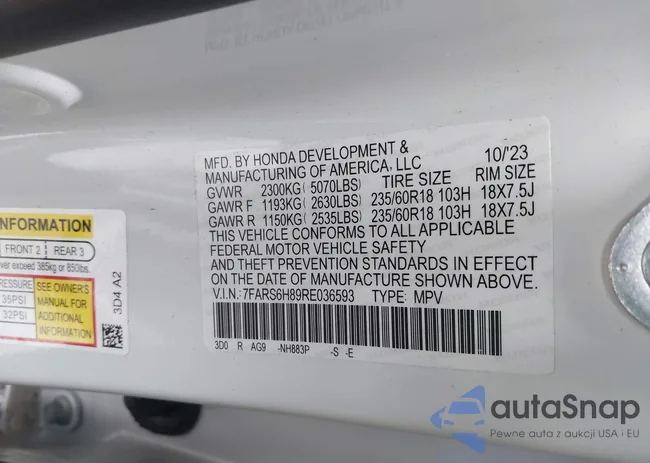 MFD. BY HONDA DEVELOPMENT &
MANUFACTURING OF AMERICA, LLC 10/'23
GVWR 2300KG( 5070LBS) TIRE SIZE RIM SIZE
GAWR F 1193KG( 2630LBS) 235/60R18 103H 18X7.5J
GAWR R 1150KG( 2535LBS) 235/60R18 103H 18X7.5J
THIS VEHICLE CONFORMS TO ALL APPLICABLE
FEDERAL MOTOR VEHICLE SAFETY
AND THEFT PREVENTION STANDARDS IN EFFECT
ON THE DATE OF MANUFACTURE SHOWN ABOVE.
V.I.N.:7FARS6H89RE036593 TYPE: MPV
3D0 R AG9 -NH883P -S -E
INFORMATION
FRONT 2 REAR 3
exceed 385kg or 850lbs.
SEE OWNER'S
MANUAL FOR
ADDITIONAL
INFORMATION
35PSI
32PSI
3D4 A2
autaSnap
Pewne auta z aukcji USA i EU